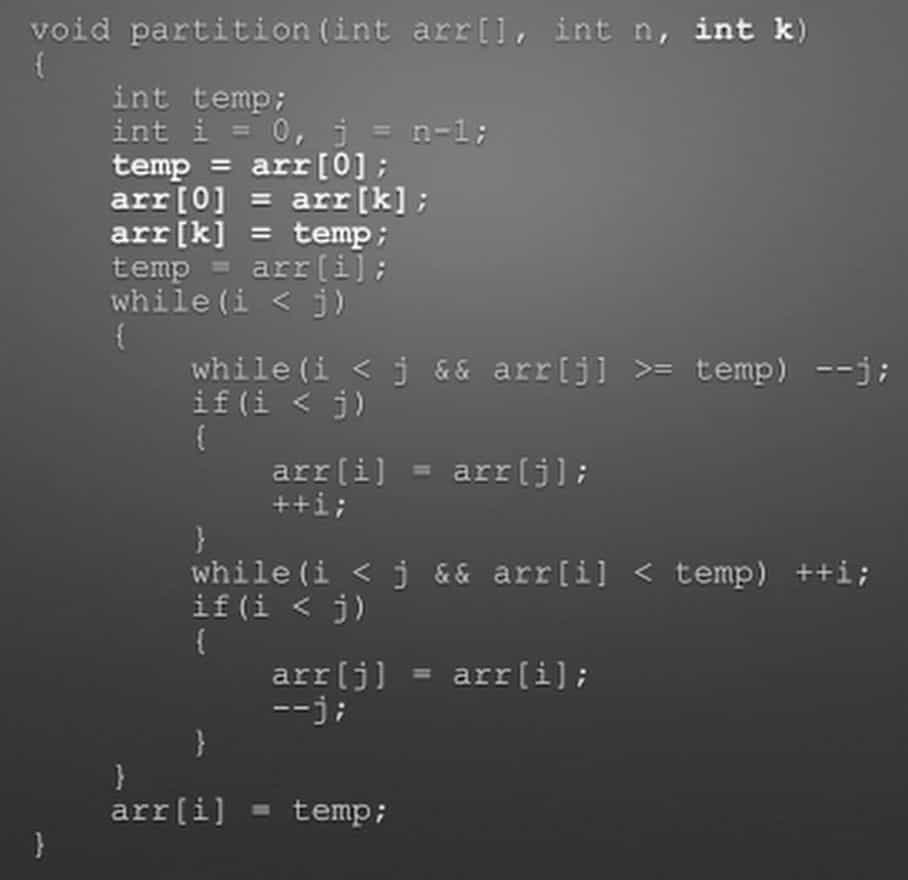 void partition(int arr[], int n, int k)
{
    int temp;
    int i = 0, j = n-1;
    temp = arr[0];
    arr[0] = arr[k];
    arr[k] = temp;
    temp = arr[i];
    while(i < j)
    {
        while(i < j && arr[j] >= temp) --j;
        if(i < j)
        {
            arr[i] = arr[j];
            ++i;
        }
        while(i < j && arr[i] < temp) ++i;
        if(i < j)
        {
            arr[j] = arr[i];
            --j;
        }
    }
    arr[i] = temp;
}